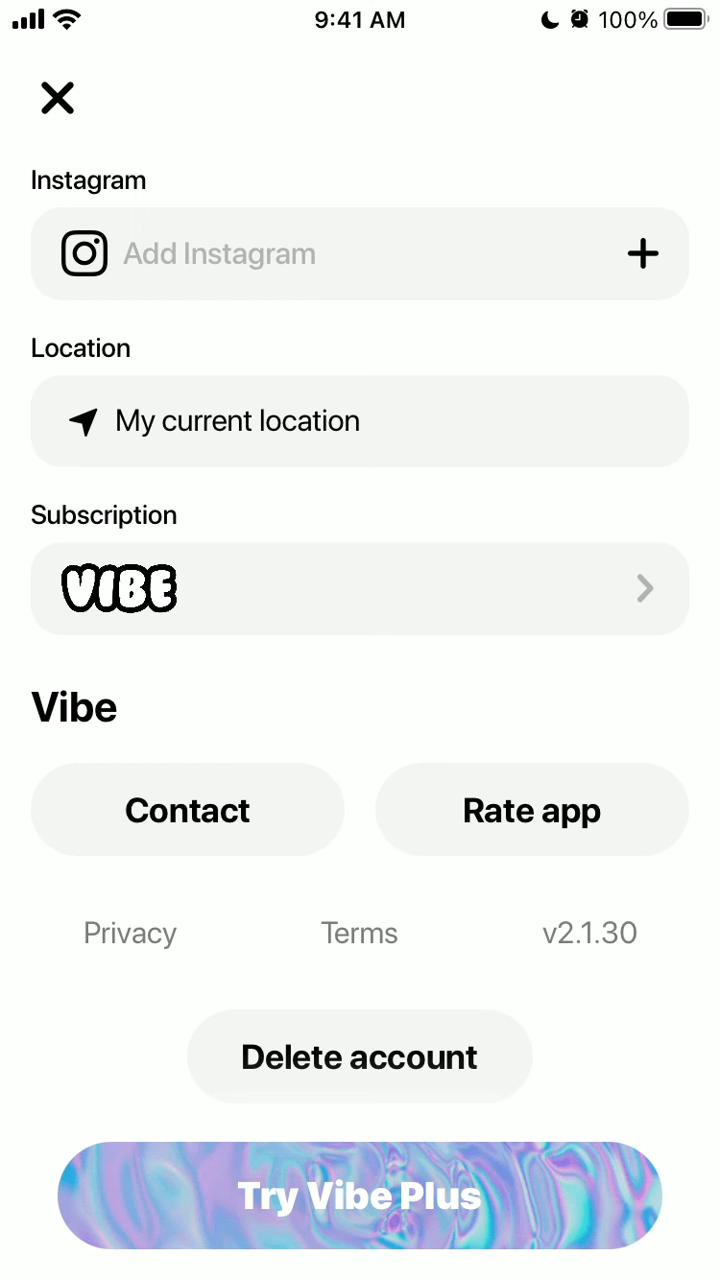 9:41 AM 100%
Instagram
Add Instagram
Location
My current location
Subscription
VIBE
Vibe
Contact Rate app
Privacy Terms v2.1.30
Delete account
Try Vibe Plus